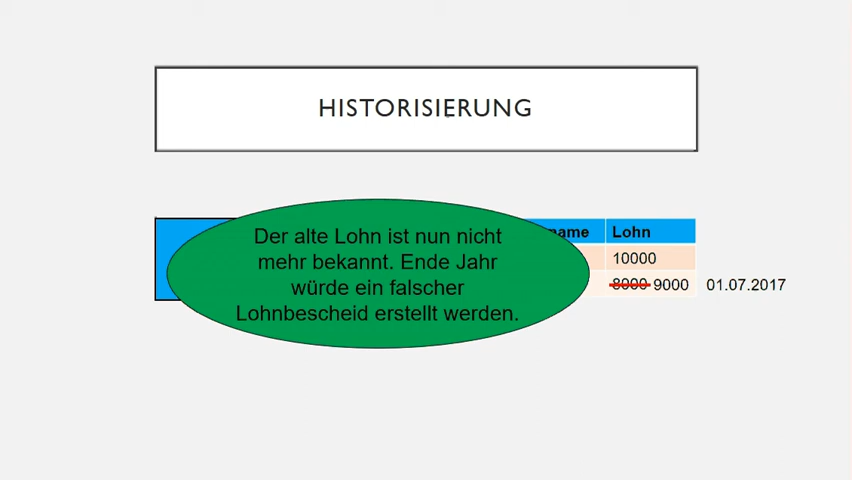 HISTORISIERUNG
Der alte Lohn ist nun nicht
mehr bekannt. Ende Jahr
würde ein falscher
Lohnbescheid erstellt werden.
Lohn
10000
8000 9000 01.07.2017